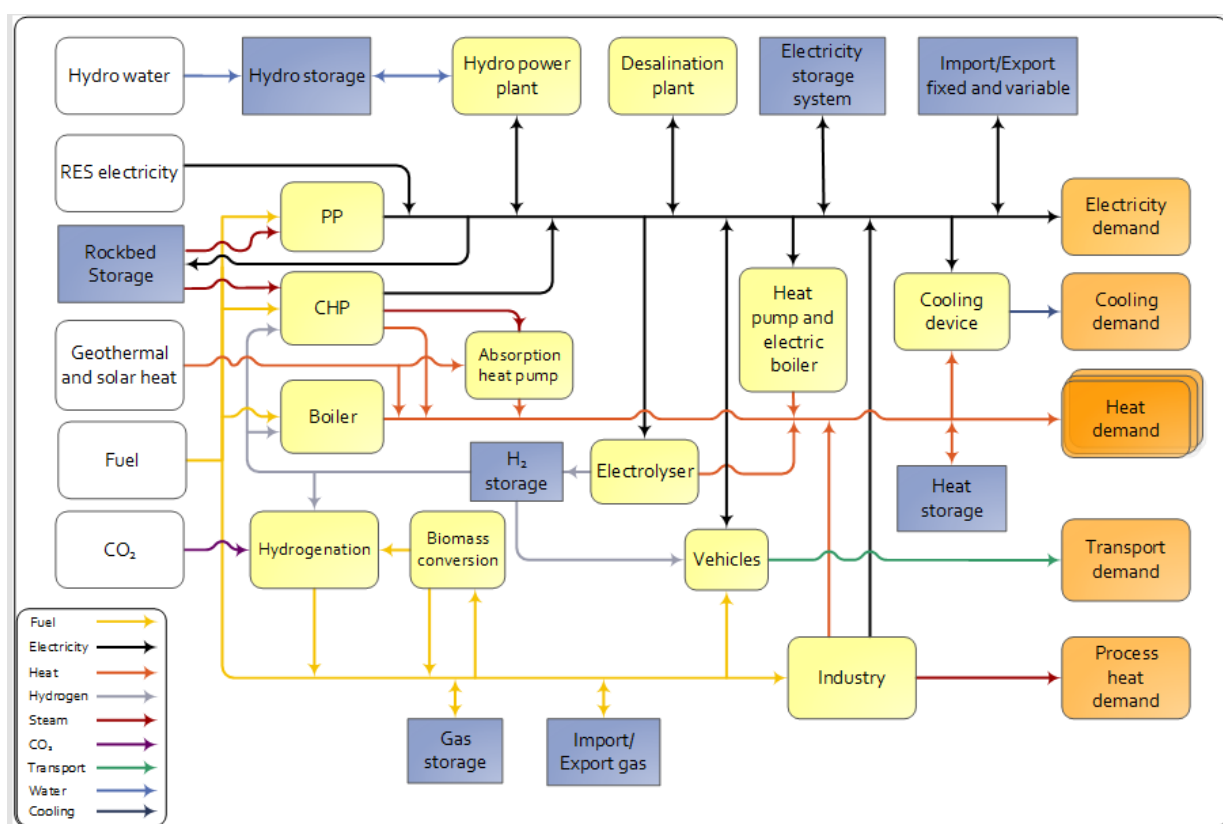 Hydro water
Hydro storage
Hydro power
plant
Desalination
plant
Electricity
storage
system
Import/Export
fixed and variable
RES electricity
PP
Electricity
demand
Rockbed
Storage
CHP
Heat
pump and
electric
boiler
Cooling
device
Cooling
demand
Geothermal
and solar heat
Absorption
heat pump
Boiler
Heat
demand
Fuel
H₂
storage
Electrolyser
Heat
storage
CO₂
Hydrogenation
Biomass
conversion
Vehicles
Transport
demand
Fuel
Electricity
Heat
Hydrogen
Steam
CO₂
Transport
Water
Cooling
Industry
Process
heat
demand
Gas
storage
Import/
Export gas